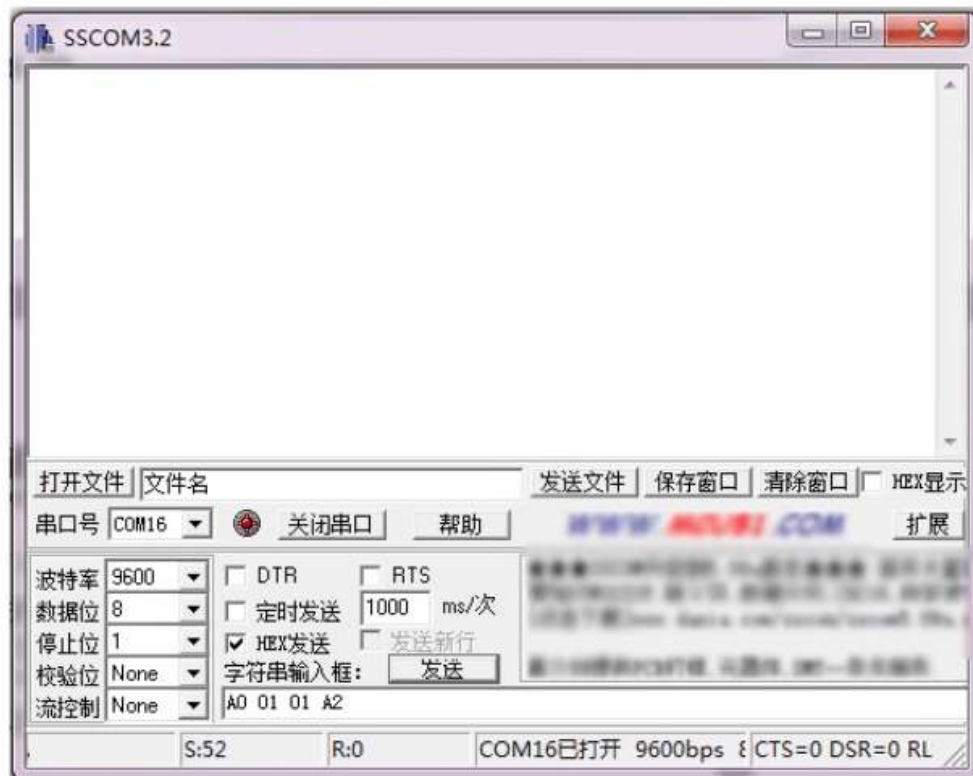 SSCOM3.2
打开文件 文件名 发送文件 保存窗口 清除窗口 HEX显示
串口号 COM16 关闭串口 帮助 扩展
波特率 9600 DTR RTS
数据位 8 定时发送 1000 ms/次
停止位 1 HEX发送 发送新行
校验位 None 字符串输入框: 发送
流控制 None A0 01 01 A2
S:52 R:0 COM16已打开 9600bps CTS=0 DSR=0 RL